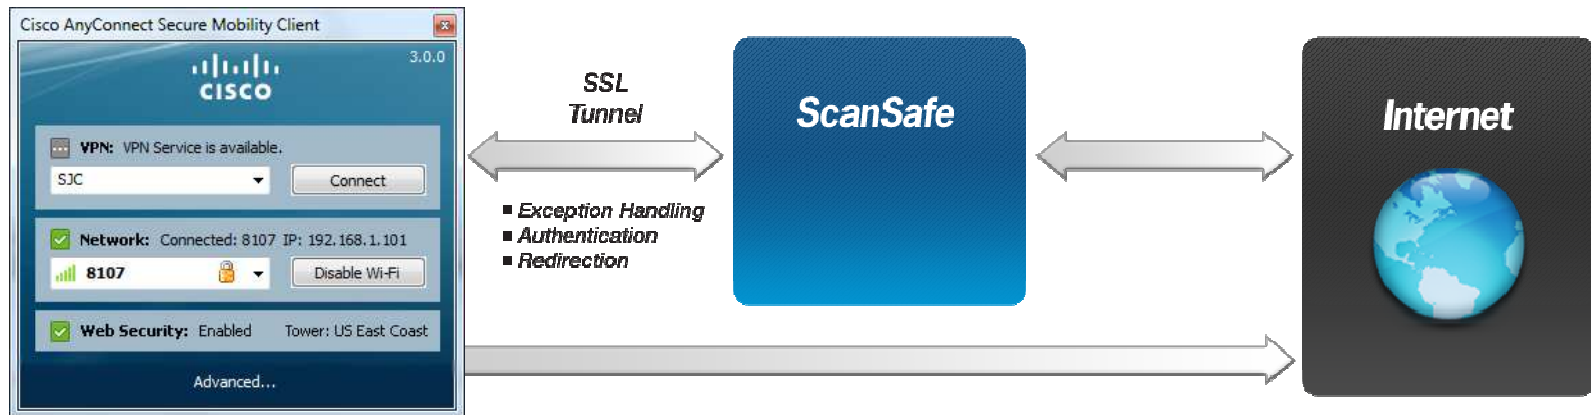 Cisco AnyConnect Secure Mobility Client
3.0.0
CISCO
VPN: VPN Service is available.
SJC
Connect
Network: Connected: 8107 IP: 192.168.1.101
8107
Disable Wi-Fi
Web Security: Enabled Tower: US East Coast
Advanced...
SSL
Tunnel
Exception Handling
Authentication
Redirection
ScanSafe
Internet